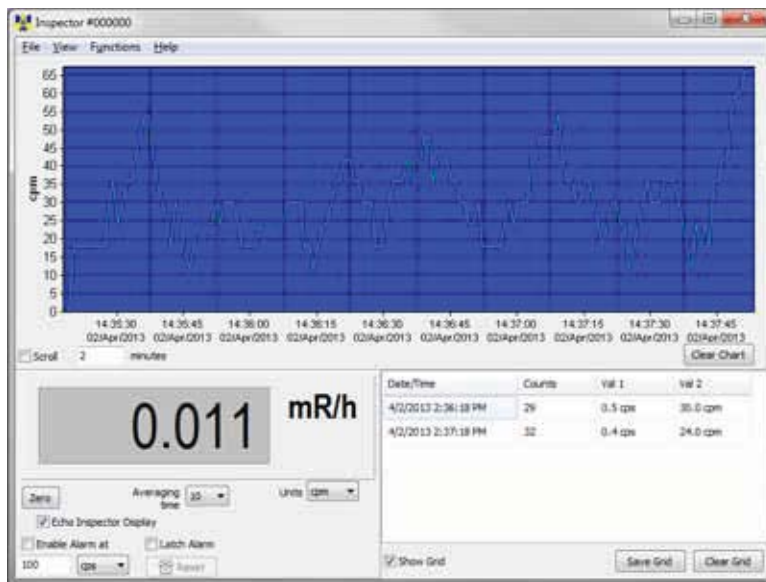 Inspector #000000
File View Functions Help
65
60
55
50
45
40
35
30
25
20
15
10
5
0
cpm
14:35:30 14:35:45 14:36:00 14:36:15 14:36:30 14:36:45 14:37:00 14:37:15 14:37:30 14:37:45
02/Apr/2013 02/Apr/2013 02/Apr/2013 02/Apr/2013 02/Apr/2013 02/Apr/2013 02/Apr/2013 02/Apr/2013 02/Apr/2013 02/Apr/2013
Scroll 2 minutes Clear Chart
0.011 mR/h
Date/Time Counts Val 1 Val 2
4/2/2013 2:36:18 PM 29 0.5 cps 30.0 cpm
4/2/2013 2:37:18 PM 32 0.4 cps 24.0 cpm
Zero Averaging time 10 Units cpm
Echo Inspector Display
Enable Alarm at Latch Alarm
100 cps Reset
Show Grid Save Grid Clear Grid